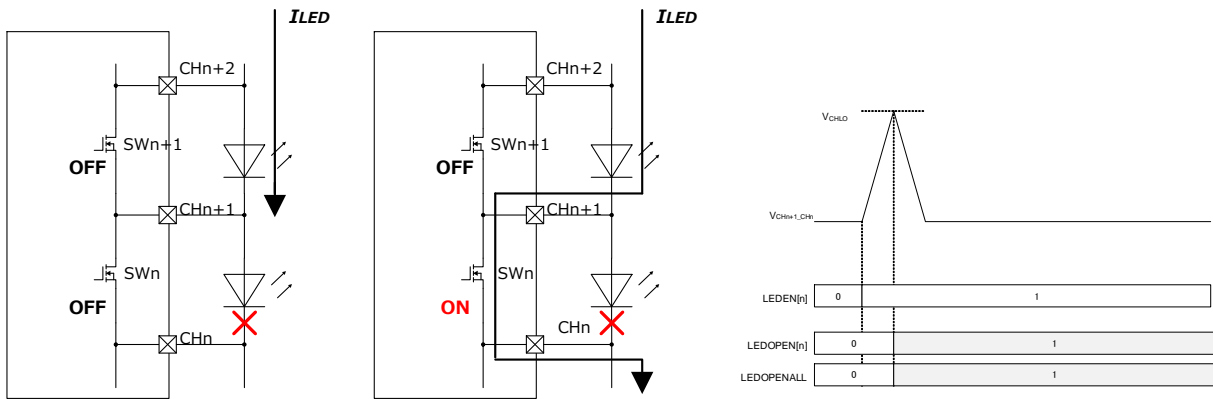 ILED
CHn+2
SWn+1
OFF
CHn+1
SWn
OFF
CHn
ILED
CHn+2
SWn+1
OFF
CHn+1
SWn
ON
CHn
VCHLO
VCHn+1_CHn
LEDEN[n] 0 1
LEDOPEN[n] 0 1
LEDOPENALL 0 1